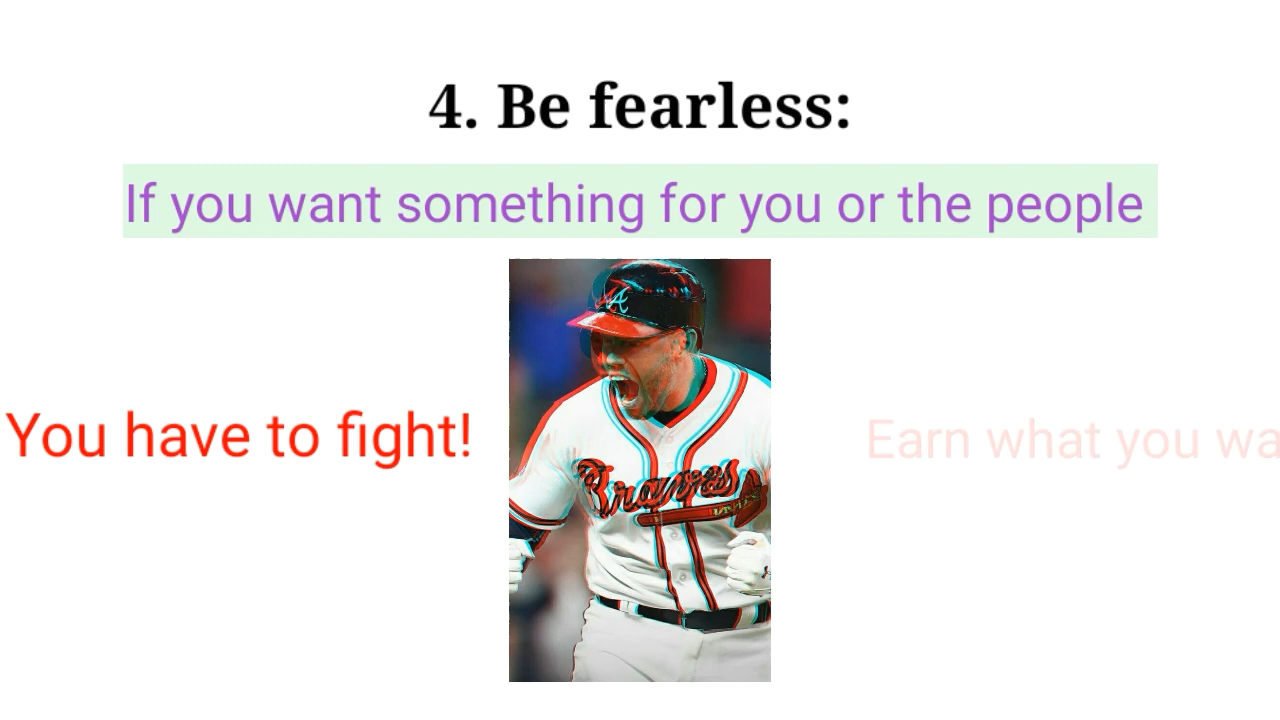 4. Be fearless:
If you want something for you or the people
You have to fight!
Earn what you wa
Braves